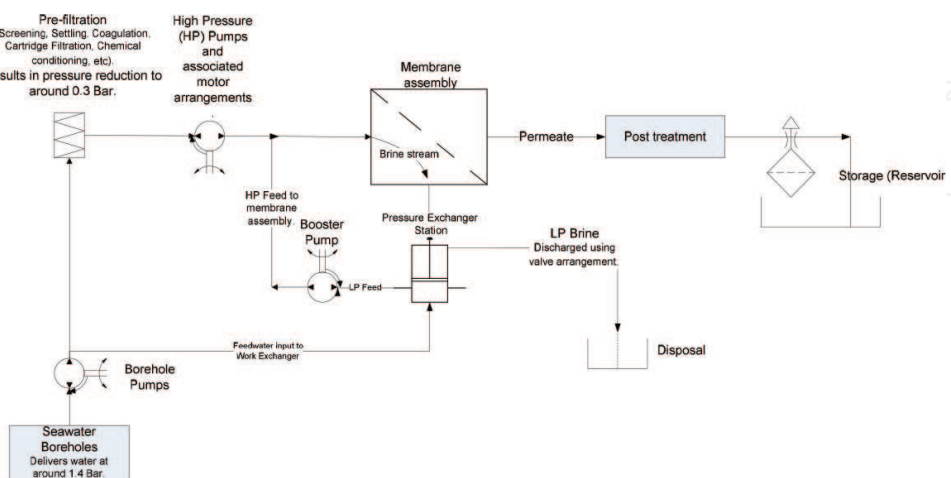 Pre-filtration
Screening, Settling. Coagulation,
Cartridge Filtration, Chemical
conditioning, etc).
sults in pressure reduction to
around 0.3 Bar.
High Pressure
(HP) Pumps
and
associated
motor
arrangements
Membrane
assembly
Brine stream
Permeate
Post treatment
Storage (Reservoir
HP Feed to
membrane
assembly.
Booster
Pump
Pressure Exchanger
Station
LP Brine
Discharged using
valve arrangement.
LP Feed
Feedwater input to
Work Exchanger
Disposal
Borehole
Pumps
Seawater
Boreholes
Delivers water at
around 1.4 Bar.